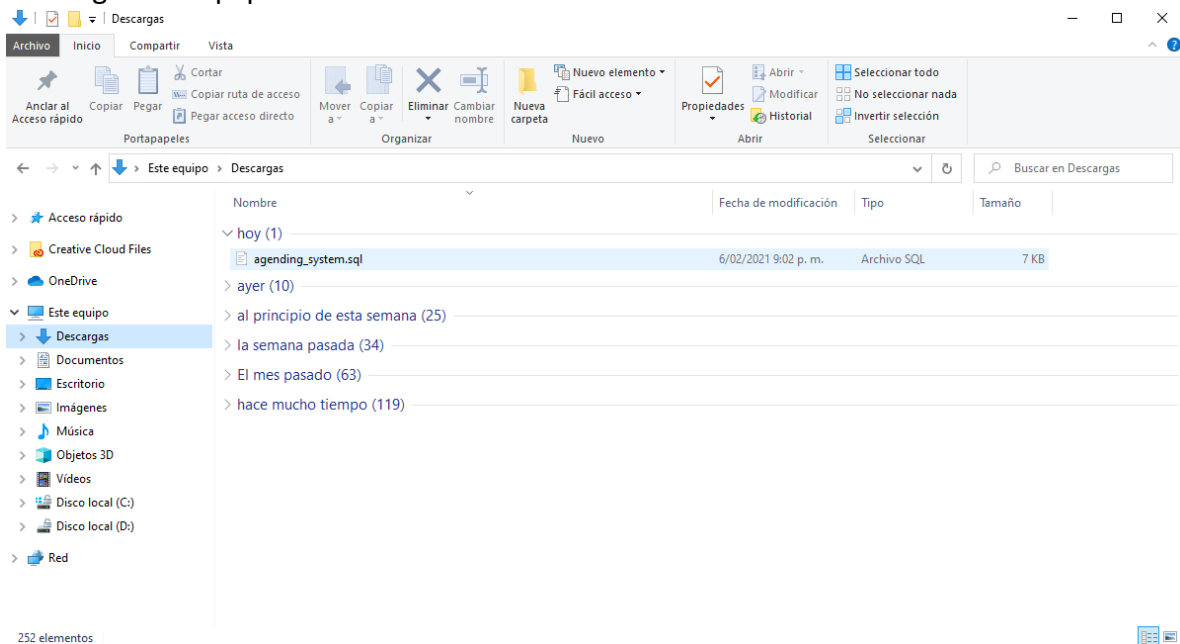 Descargas
Archivo Inicio Compartir Vista
Anclar al Acceso rápido
Copiar
Pegar
Cortar
Copiar ruta de acceso
Pegar acceso directo
Portapapeles
Mover a
Copiar a
Eliminar
Cambiar nombre
Organizar
Nueva carpeta
Nuevo elemento
Fácil acceso
Nuevo
Propiedades
Abrir
Modificar
Historial
Abrir
Seleccionar todo
No seleccionar nada
Invertir selección
Seleccionar
Este equipo > Descargas
Buscar en Descargas
Nombre Fecha de modificación Tipo Tamaño
hoy (1)
agending_system.sql 6/02/2021 9:02 p. m. Archivo SQL 7 KB
ayer (10)
al principio de esta semana (25)
la semana pasada (34)
El mes pasado (63)
hace mucho tiempo (119)
Acceso rápido
Creative Cloud Files
OneDrive
Este equipo
Descargas
Documentos
Escritorio
Imágenes
Música
Objetos 3D
Vídeos
Disco local (C:)
Disco local (D:)
Red
252 elementos